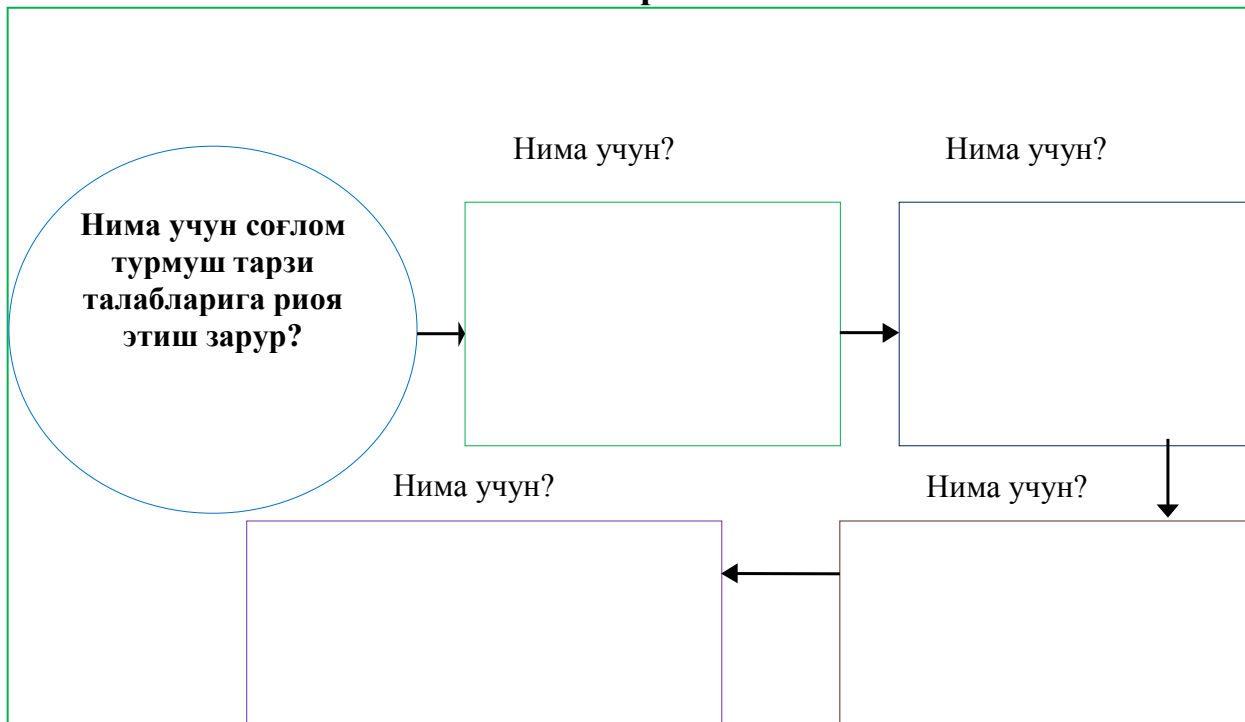 Нима учун?
Нима учун?
Нима учун соғлом
турмуш тарзи
талабларига риоя
этиш зарур?
Нима учун?
Нима учун?